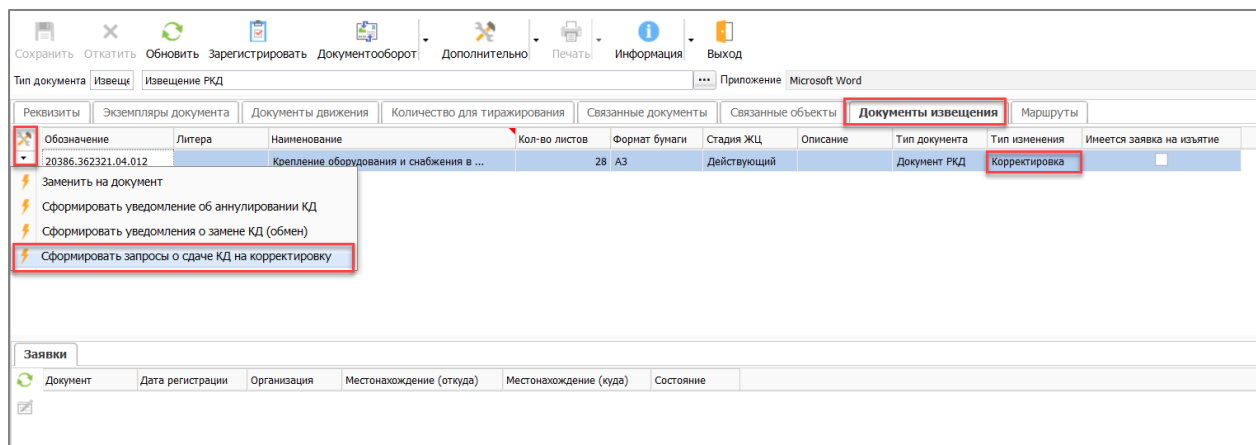 Сохранить Откатить Обновить Зарегистрировать Документооборот Дополнительно Печать Информация Выход
Тип документа Извеще Извещение РКД ... Приложение Microsoft Word
Реквизиты Экземпляры документа Документы движения Количество для тиражирования Связанные документы Связанные объекты Документы извещения Маршруты
Обозначение Литера Наименование Кол-во листов Формат бумаги Стадия ЖЦ Описание Тип документа Тип изменения Имеется заявка на изъятие
20386.362321.04.012 Крепление оборудования и снабжения в ... 28 А3 Действующий Документ РКД Корректировка
Заменить на документ
Сформировать уведомление об аннулировании КД
Сформировать уведомления о замене КД (обмен)
Сформировать запросы о сдаче КД на корректировку
Заявки
Документ Дата регистрации Организация Местонахождение (откуда) Местонахождение (куда) Состояние